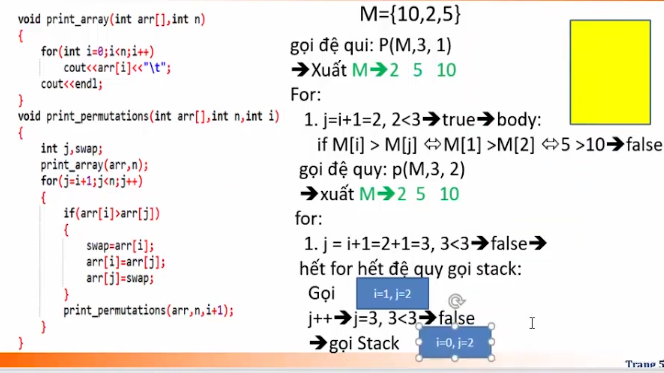 void print_array(int arr[],int n)
{
for(int i=0;i<n;i++)
cout<<arr[i]<<"\t";
cout<<endl;
}
void print_permutations(int arr[],int n,int i)
{
int j,swap;
print_array(arr,n);
for(j=i+1;j<n;j++)
{
if(arr[i]>arr[j])
{
swap=arr[i];
arr[i]=arr[j];
arr[j]=swap;
}
print_permutations(arr,n,i+1);
}
}
M={10,2,5}
gọi đệ qui: P(M,3, 1)
➔Xuất M➔2 5 10
For:
1. j=i+1=2, 2<3➔true➔body:
if M[i] > M[j] ⇔M[1] >M[2] ⇔5 >10➔false
gọi đệ quy: p(M,3, 2)
➔xuất M➔2 5 10
for:
1. j = i+1=2+1=3, 3<3➔false➔
hết for hết đệ quy gọi stack:
Gọi i=1, j=2
j++➔j=3, 3<3➔false
➔gọi Stack i=0, j=2
Trang 5